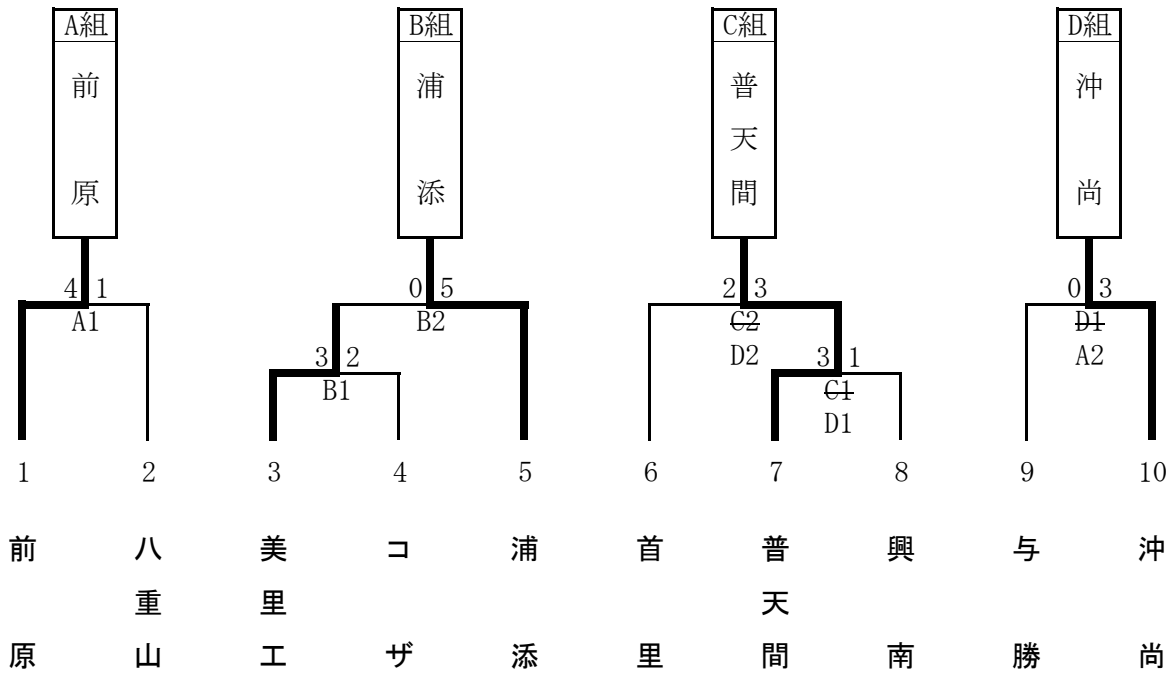 A組 B組 C組 D組
前原 浦添 普天間 沖尚
4 1 0 5 2 3 0 3
A1 B2 C2 D1
D2 A2
3 2 3 1
B1 C1
D1
1 2 3 4 5 6 7 8 9 10
前原 八重山 美里工 コザ 浦添 首里 普天間 興南 与勝 沖尚